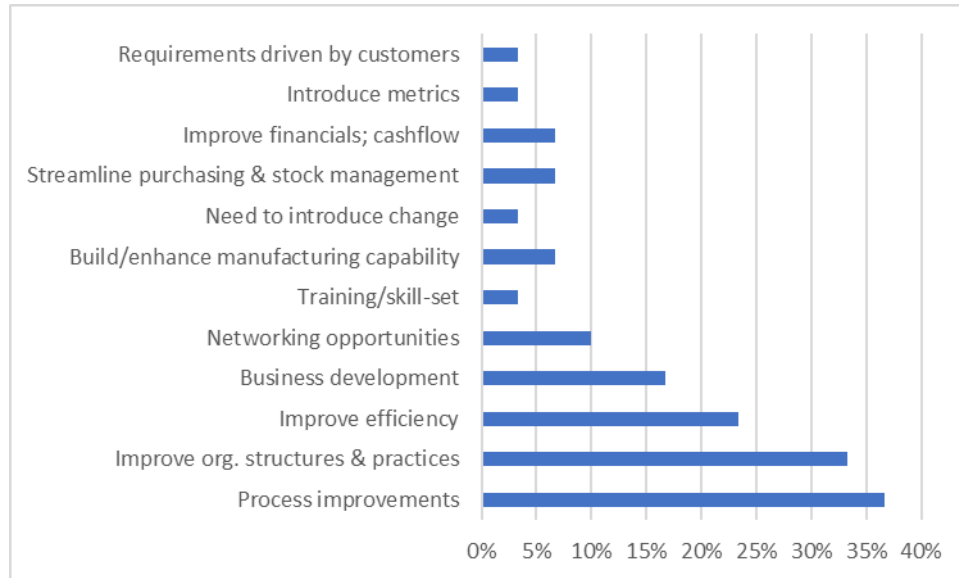 Requirements driven by customers
Introduce metrics
Improve financials; cashflow
Streamline purchasing & stock management
Need to introduce change
Build/enhance manufacturing capability
Training/skill-set
Networking opportunities
Business development
Improve efficiency
Improve org. structures & practices
Process improvements
0% 5% 10% 15% 20% 25% 30% 35% 40%